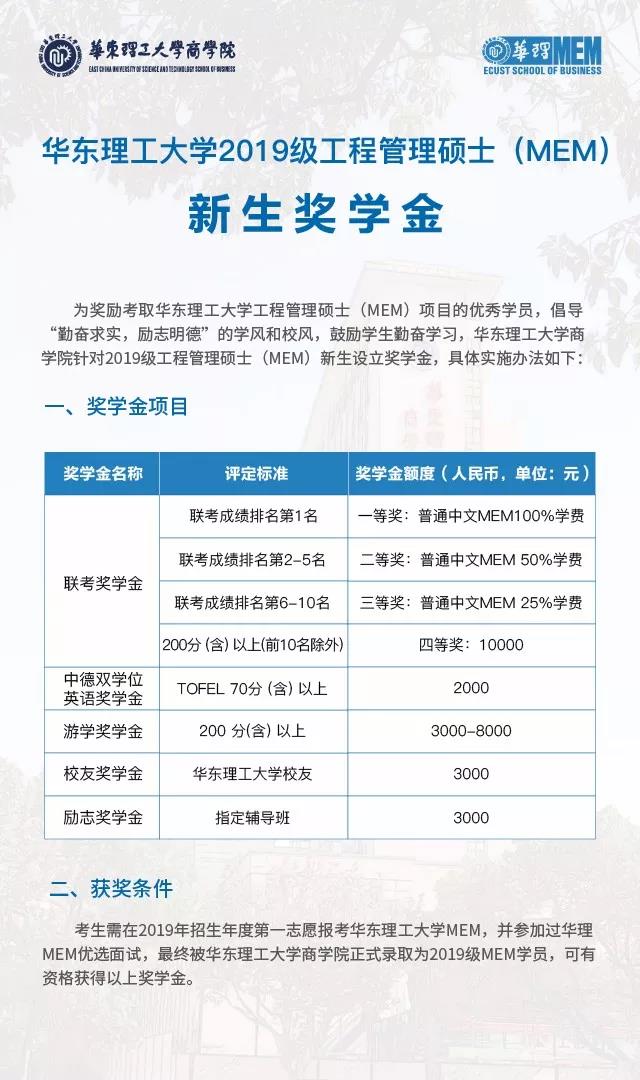 華東理工大學商學院
EAST CHINA UNIVERSITY OF SCIENCE AND TECHNOLOGY SCHOOL OF BUSINESS
華理MEM
ECUST SCHOOL OF BUSINESS
华东理工大学2019级工程管理硕士（MEM）
新生奖学金
为奖励考取华东理工大学工程管理硕士（MEM）项目的优秀学员，倡导
“勤奋求实，励志明德”的学风和校风，鼓励学生勤奋学习，华东理工大学商
学院针对2019级工程管理硕士（MEM）新生设立奖学金，具体实施办法如下：
一、奖学金项目
奖学金名称 评定标准 奖学金额度（人民币，单位：元）
联考奖学金
联考成绩排名第1名 一等奖：普通中文MEM100%学费
联考成绩排名第2-5名 二等奖：普通中文MEM 50%学费
联考成绩排名第6-10名 三等奖：普通中文MEM 25%学费
200分 (含) 以上(前10名除外) 四等奖：10000
中德双学位
英语奖学金
TOFEL 70分 (含) 以上 2000
游学奖学金 200 分(含) 以上 3000-8000
校友奖学金 华东理工大学校友 3000
励志奖学金 指定辅导班 3000
二、获奖条件
考生需在2019年招生年度第一志愿报考华东理工大学MEM，并参加过华理
MEM优选面试，最终被华东理工大学商学院正式录取为2019级MEM学员，可有
资格获得以上奖学金。